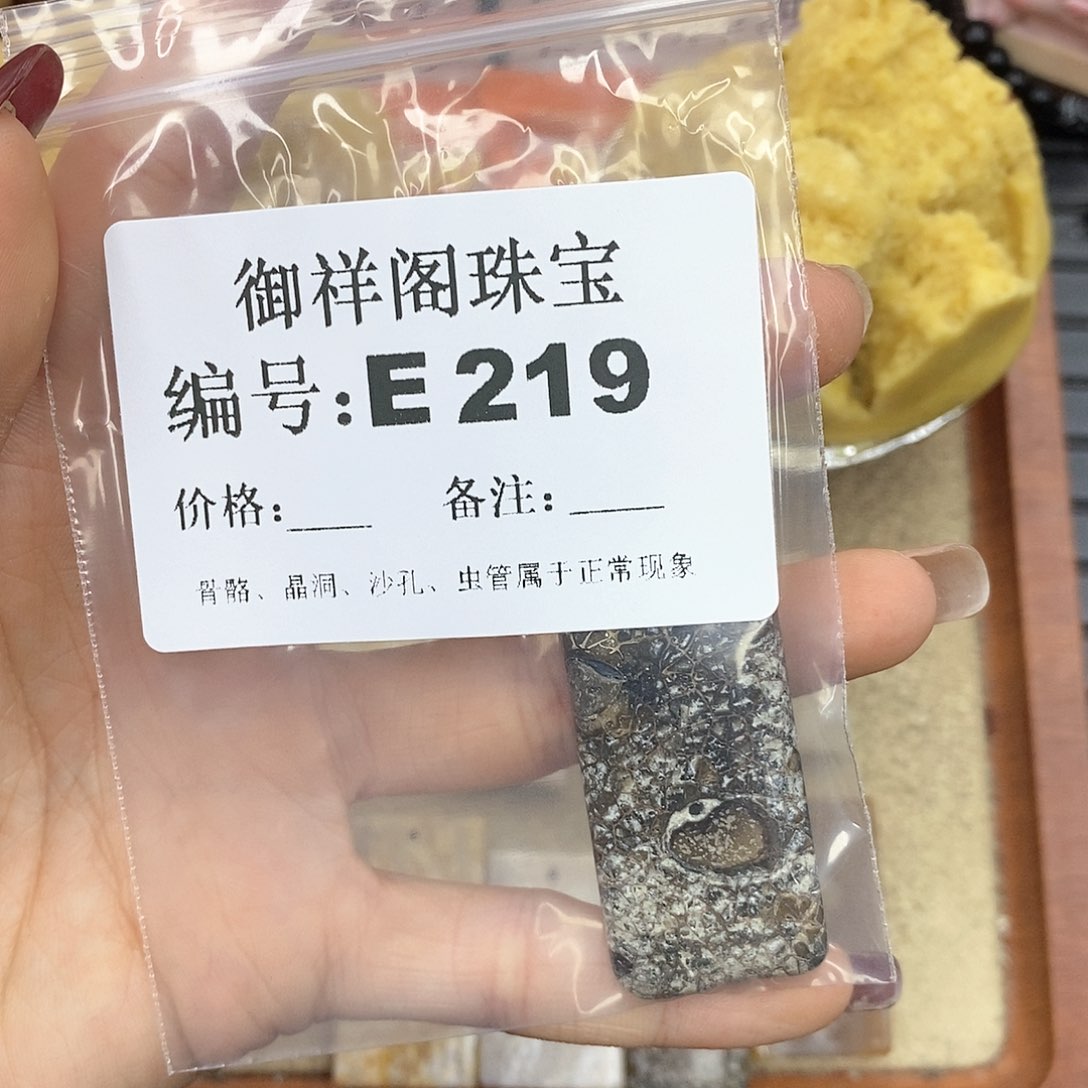 御祥阁珠宝
编号:E 219
价格:____ 备注:____
骨骼、晶洞、沙孔、虫管属于正常现象